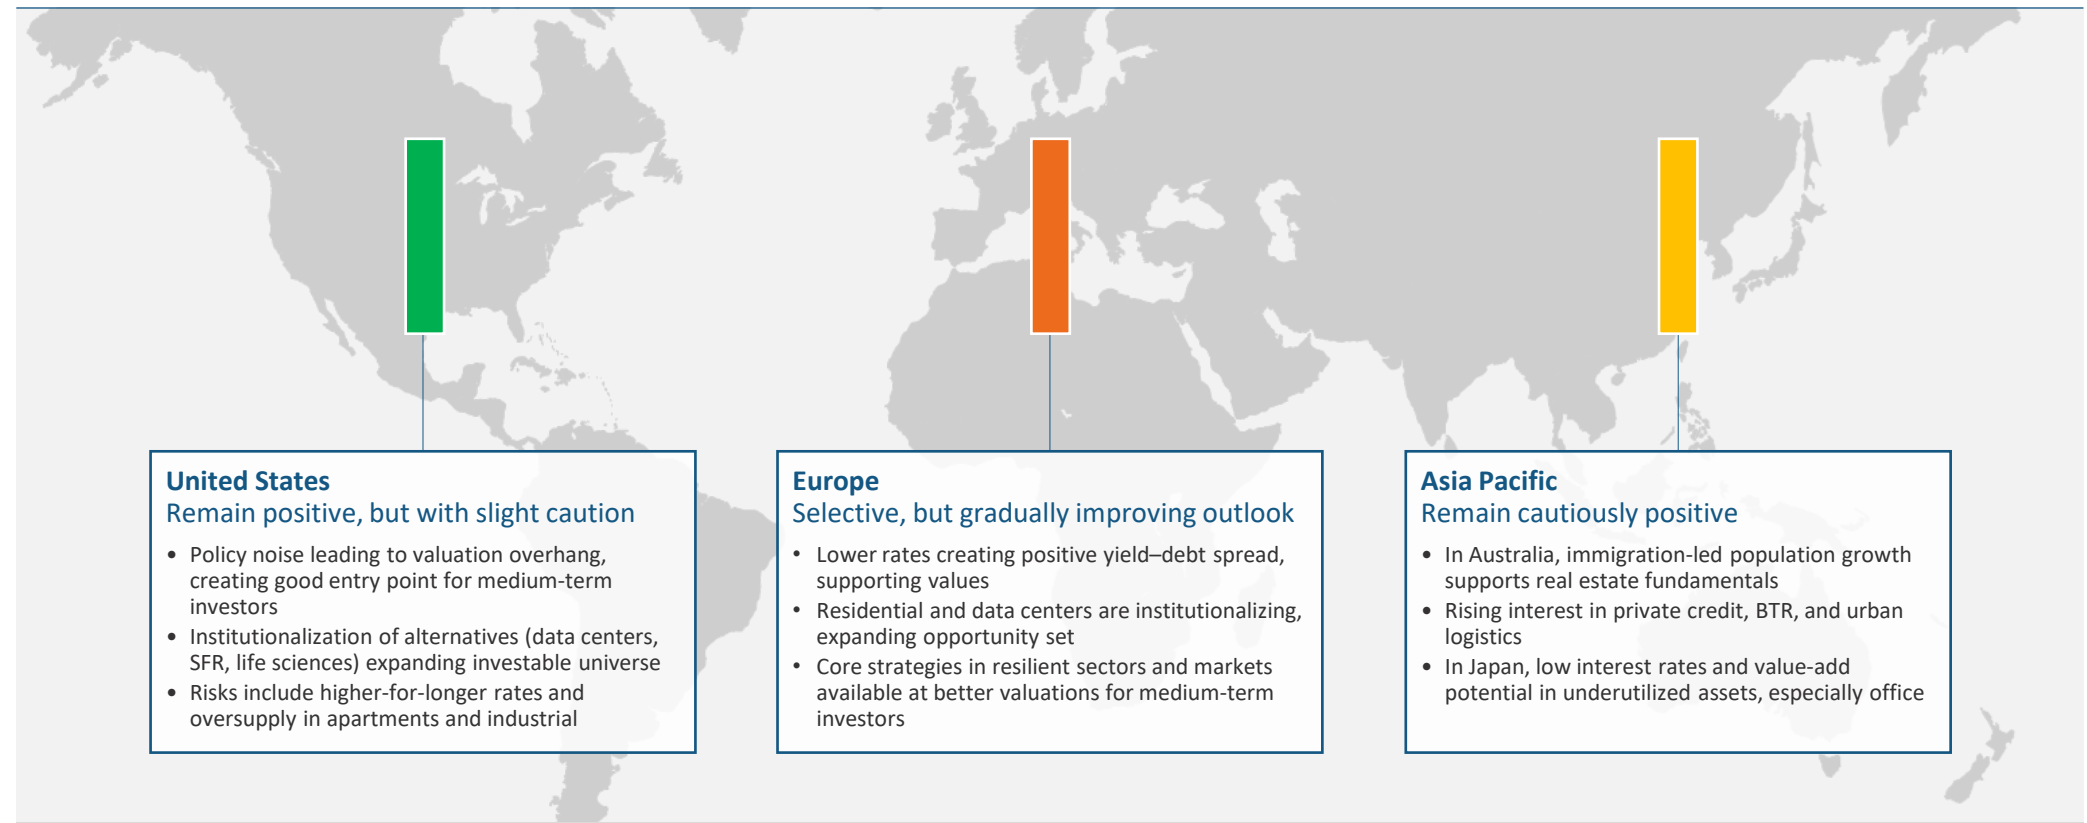 United States
Remain positive, but with slight caution
• Policy noise leading to valuation overhang,
creating good entry point for medium-term
investors
• Institutionalization of alternatives (data centers,
SFR, life sciences) expanding investable universe
• Risks include higher-for-longer rates and
oversupply in apartments and industrial
Europe
Selective, but gradually improving outlook
• Lower rates creating positive yield–debt spread,
supporting values
• Residential and data centers are institutionalizing,
expanding opportunity set
• Core strategies in resilient sectors and markets
available at better valuations for medium-term
investors
Asia Pacific
Remain cautiously positive
• In Australia, immigration-led population growth
supports real estate fundamentals
• Rising interest in private credit, BTR, and urban
logistics
• In Japan, low interest rates and value-add
potential in underutilized assets, especially office